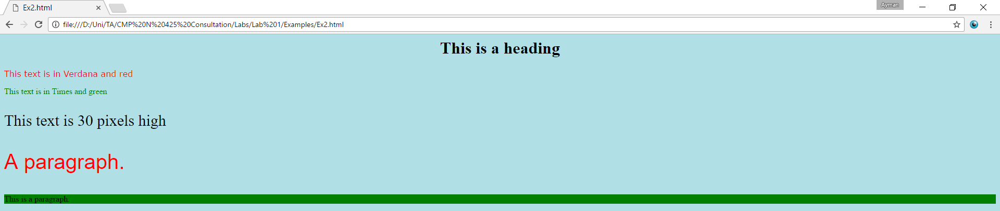 Ex2.html
Ayman
file:///D:/Uni/TA/CMP%20N%20425%20Consultation/Labs/Lab%201/Examples/Ex2.html
This is a heading
This text is in Verdana and red
This text is in Times and green
This text is 30 pixels high
A paragraph.
This is a paragraph.